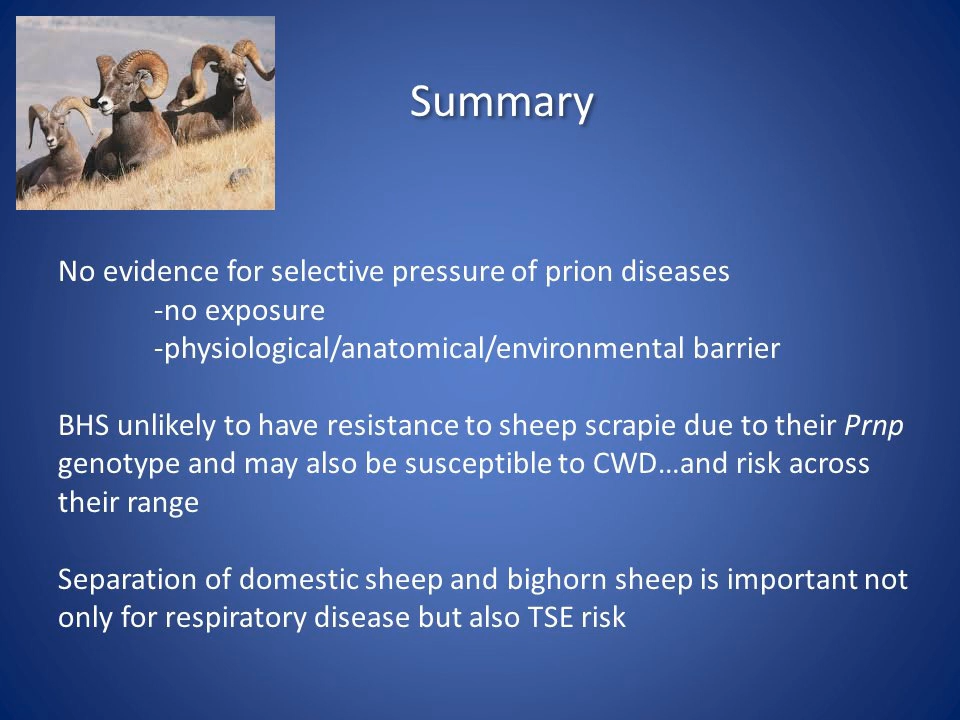 Summary
No evidence for selective pressure of prion diseases
-no exposure
-physiological/anatomical/environmental barrier
BHS unlikely to have resistance to sheep scrapie due to their Prnp
genotype and may also be susceptible to CWD…and risk across
their range
Separation of domestic sheep and bighorn sheep is important not
only for respiratory disease but also TSE risk